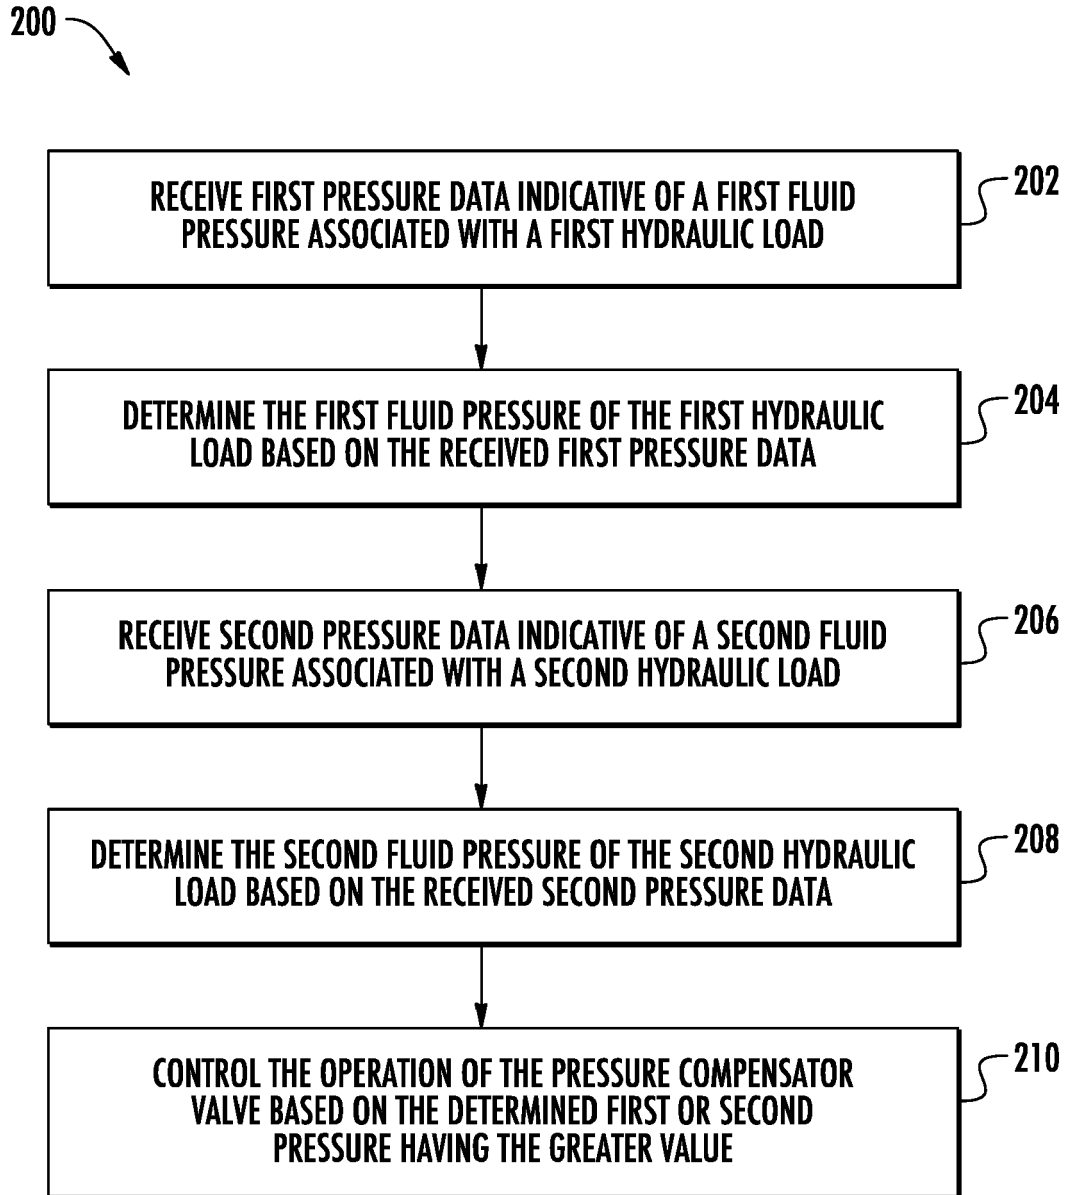 200
RECEIVE FIRST PRESSURE DATA INDICATIVE OF A FIRST FLUID
PRESSURE ASSOCIATED WITH A FIRST HYDRAULIC LOAD
202
DETERMINE THE FIRST FLUID PRESSURE OF THE FIRST HYDRAULIC
LOAD BASED ON THE RECEIVED FIRST PRESSURE DATA
204
RECEIVE SECOND PRESSURE DATA INDICATIVE OF A SECOND FLUID
PRESSURE ASSOCIATED WITH A SECOND HYDRAULIC LOAD
206
DETERMINE THE SECOND FLUID PRESSURE OF THE SECOND HYDRAULIC
LOAD BASED ON THE RECEIVED SECOND PRESSURE DATA
208
CONTROL THE OPERATION OF THE PRESSURE COMPENSATOR
VALVE BASED ON THE DETERMINED FIRST OR SECOND
PRESSURE HAVING THE GREATER VALUE
210